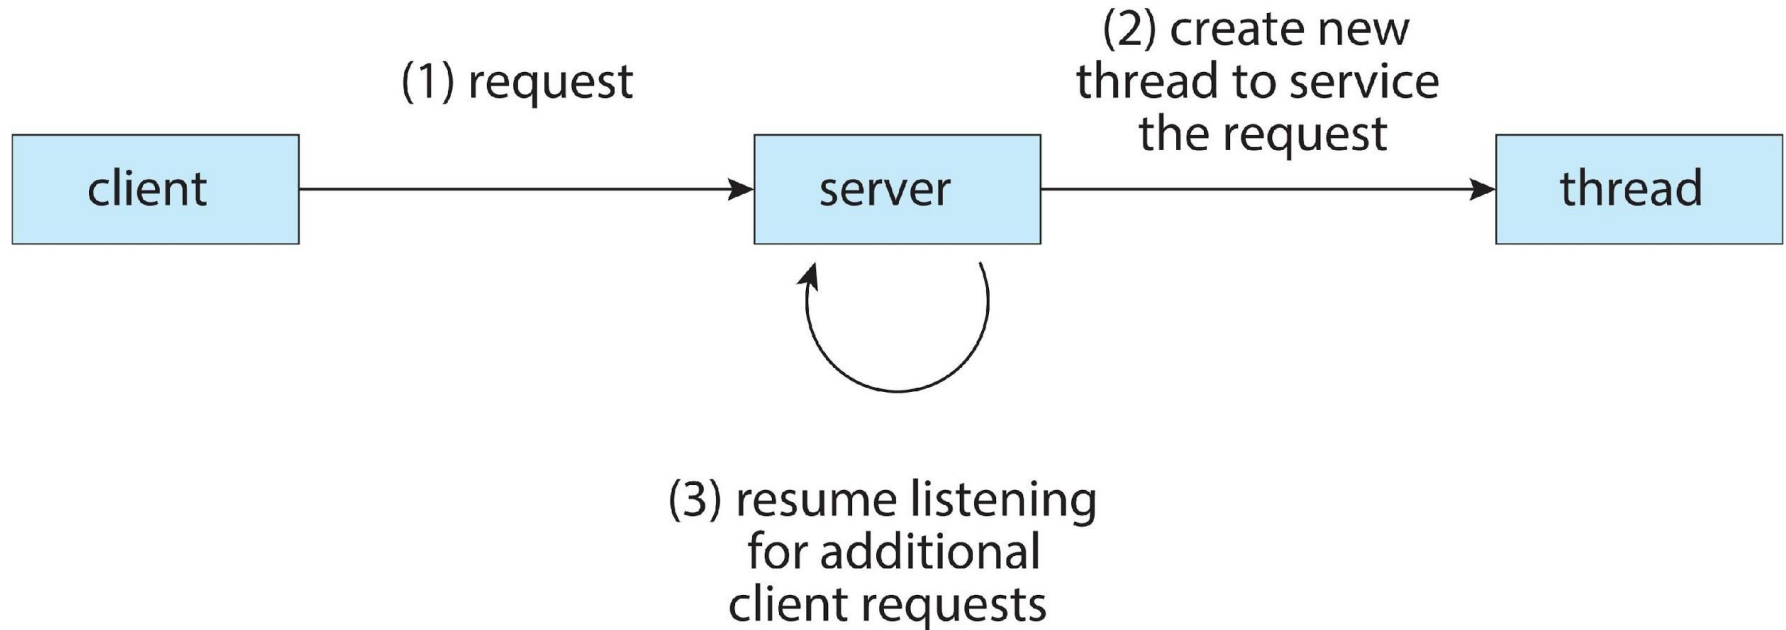 (1) request
(2) create new
thread to service
the request
client
server
thread
(3) resume listening
for additional
client requests